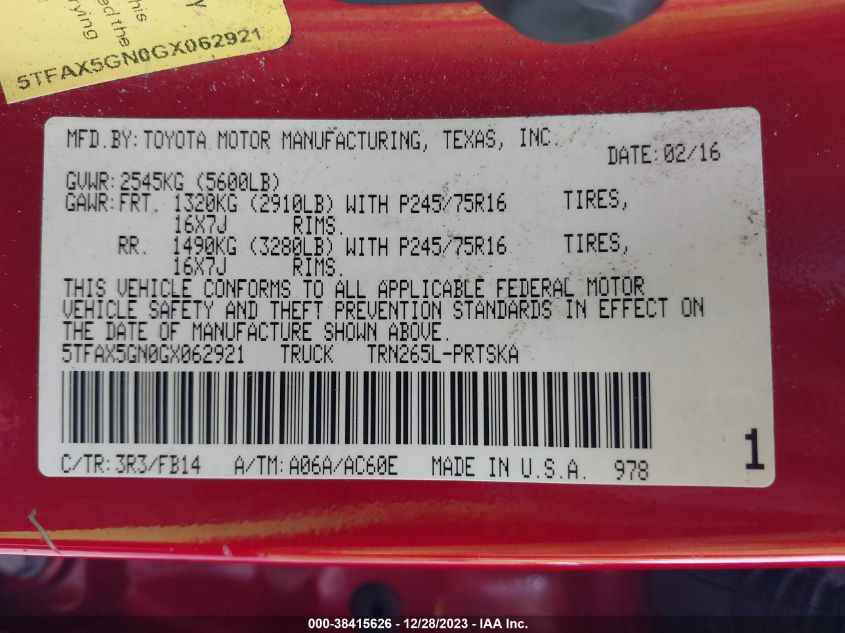 y
this
ed the
rying
5TFAX5GN0GX062921
MFD.BY:TOYOTA MOTOR MANUFACTURING, TEXAS, INC.
DATE:02/16
GVWR:2545KG (5600LB)
GAWR:FRT. 1320KG (2910LB) WITH P245/75R16 TIRES,
16X7J RIMS.
RR. 1490KG (3280LB) WITH P245/75R16 TIRES,
16X7J RIMS.
THIS VEHICLE CONFORMS TO ALL APPLICABLE FEDERAL MOTOR
VEHICLE SAFETY AND THEFT PREVENTION STANDARDS IN EFFECT ON
THE DATE OF MANUFACTURE SHOWN ABOVE.
5TFAX5GN0GX062921 TRUCK TRN265L-PRTSKA
C/TR:3R3/FB14 A/TM:A06A/AC60E MADE IN U.S.A. 978
1
000-38415626 - 12/28/2023 - IAA Inc.